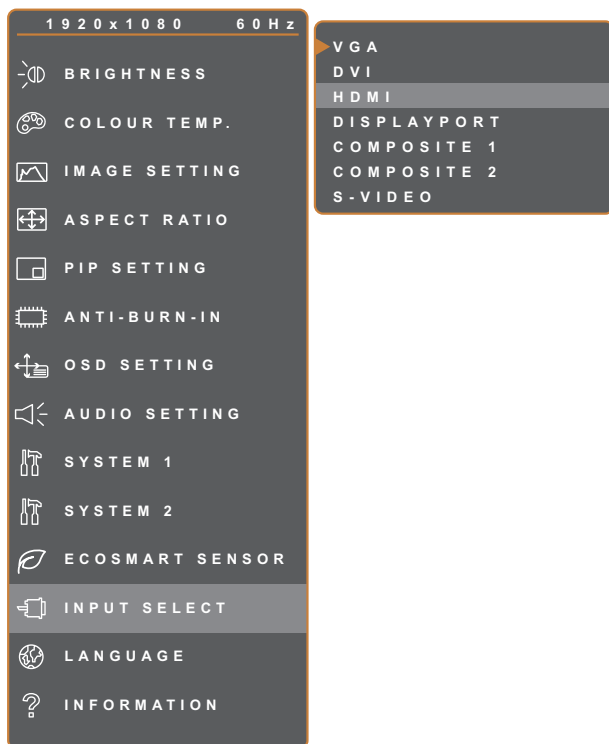 1920x1080 60Hz
BRIGHTNESS
COLOUR TEMP.
IMAGE SETTING
ASPECT RATIO
PIP SETTING
ANTI-BURN-IN
OSD SETTING
AUDIO SETTING
SYSTEM 1
SYSTEM 2
ECOSMART SENSOR
INPUT SELECT
LANGUAGE
INFORMATION
VGA
DVI
HDMI
DISPLAYPORT
COMPOSITE 1
COMPOSITE 2
S-VIDEO